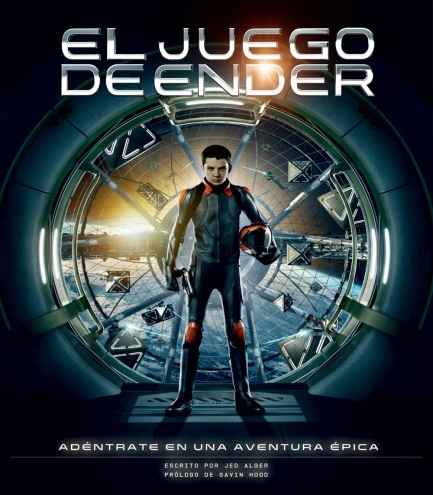 EL JUEGO
DE ENDER
ADÉNTRATE EN UNA AVENTURA ÉPICA
ESCRITO POR JED ALGER
PRÓLOGO DE GAVIN HOOD